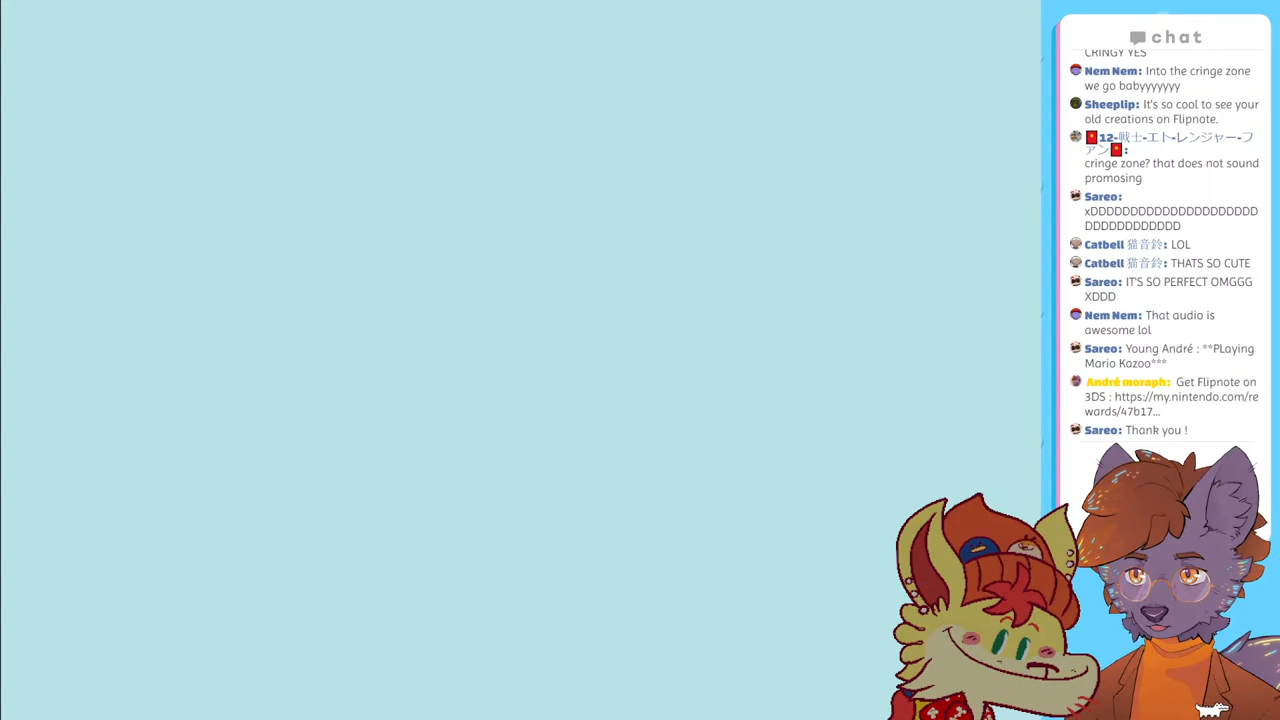 chat
CRINGY YES
Nem Nem: Into the cringe zone
we go babyyyyyyy
Sheeplip: It's so cool to see your
old creations on Flipnote.
🧧12-戦士-エト-レンジャー-フ
ァン🧧:
cringe zone? that does not sound
promosing
Sareo:
xDDDDDDDDDDDDDDDDDDDDD
DDDDDDDDDDDD
Catbell 猫音鈴: LOL
Catbell 猫音鈴: THATS SO CUTE
Sareo: IT'S SO PERFECT OMGGG
XDDD
Nem Nem: That audio is
awesome lol
Sareo: Young André : **PLaying
Mario Kazoo***
André moraph: Get Flipnote on
3DS : https://my.nintendo.com/re
wards/47b17...
Sareo: Thank you !